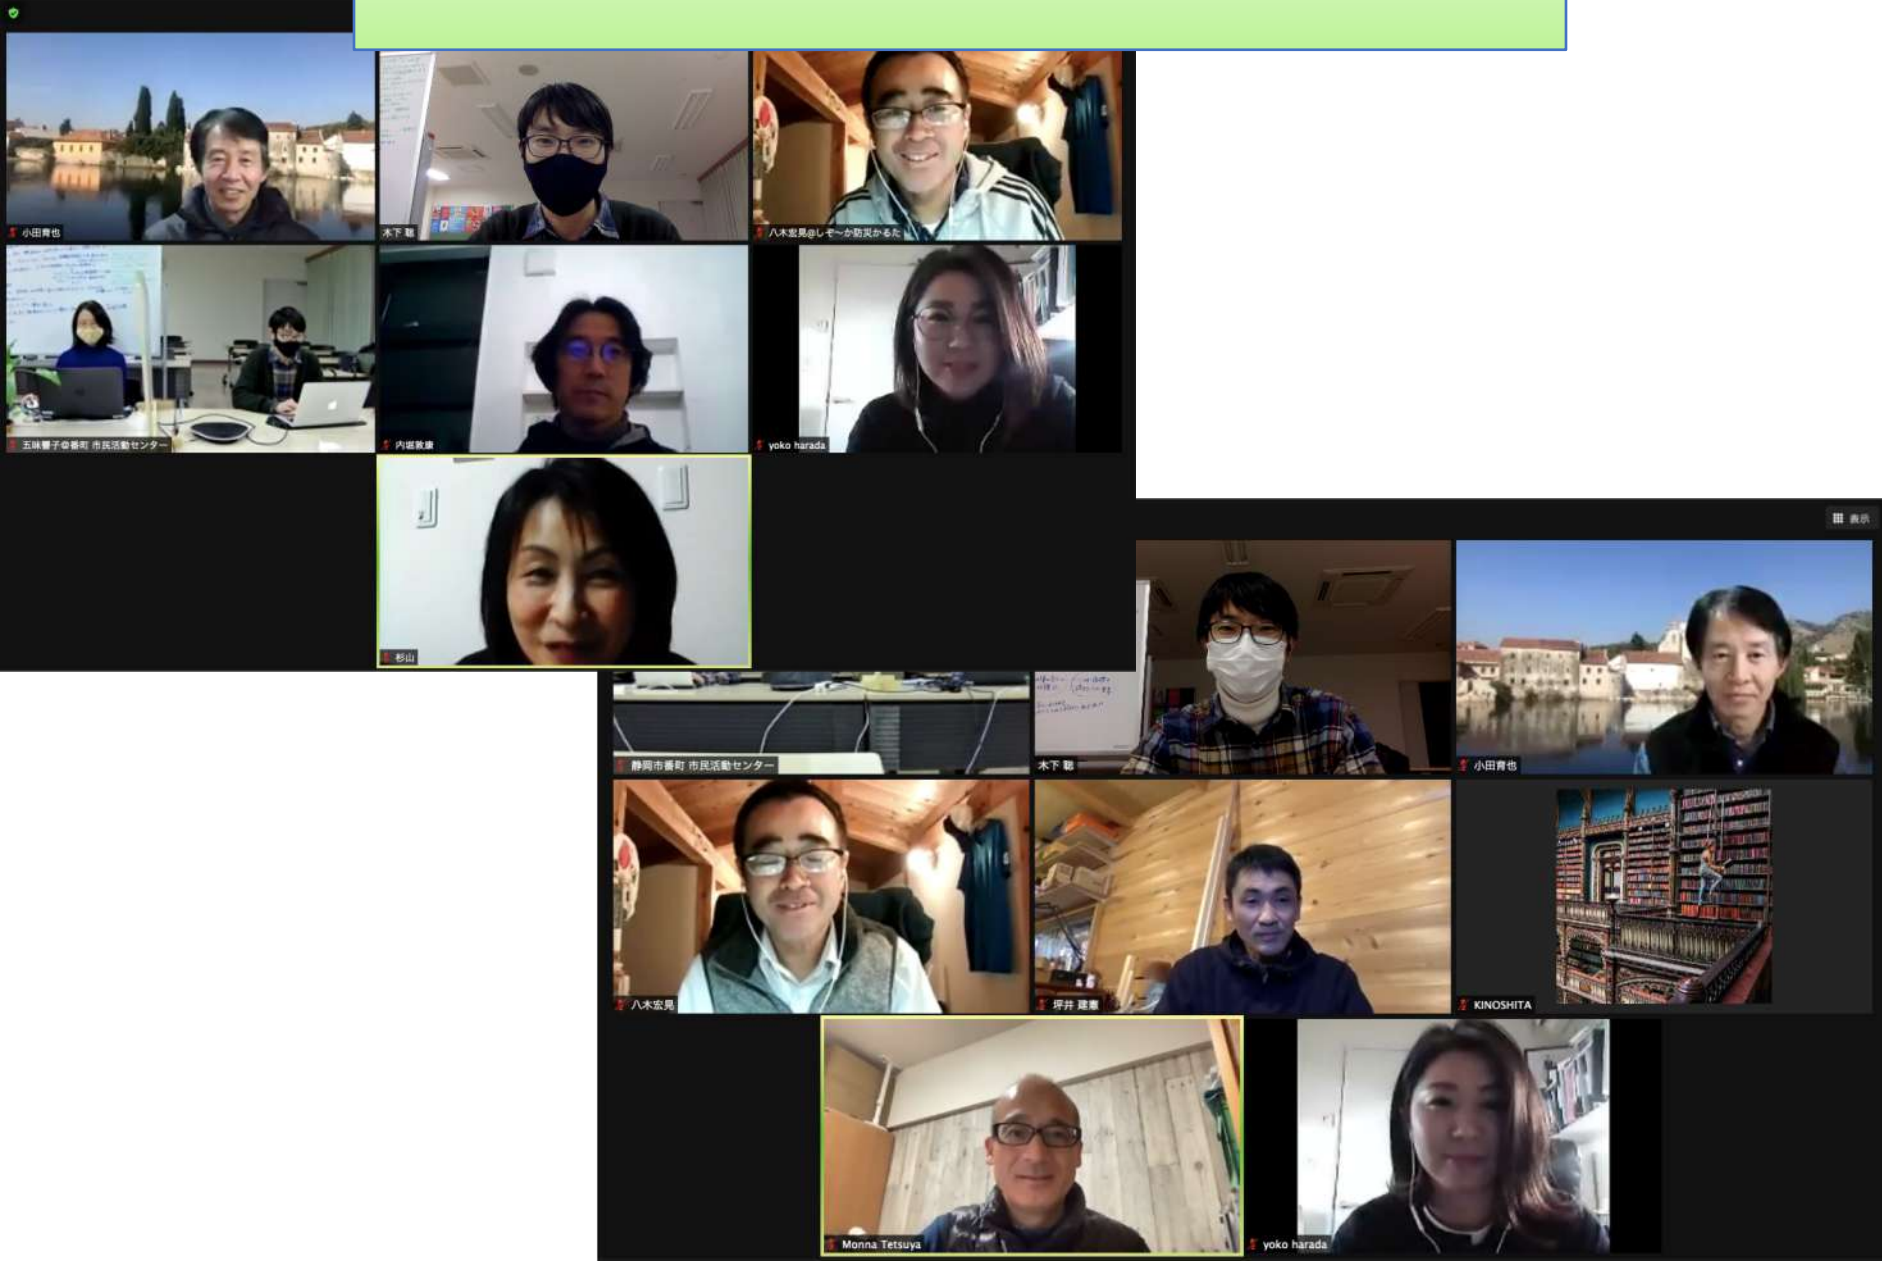 小田育也
木下 聡
八木宏晃@しぞ~か防災かるた
五味響子@番町 市民活動センター
内堀敦康
yoko harada
杉山
表示
静岡市番町 市民活動センター
木下 聡
小田育也
八木宏晃
坪井 建憲
KINOSHITA
Monna Tetsuya
yoko harada